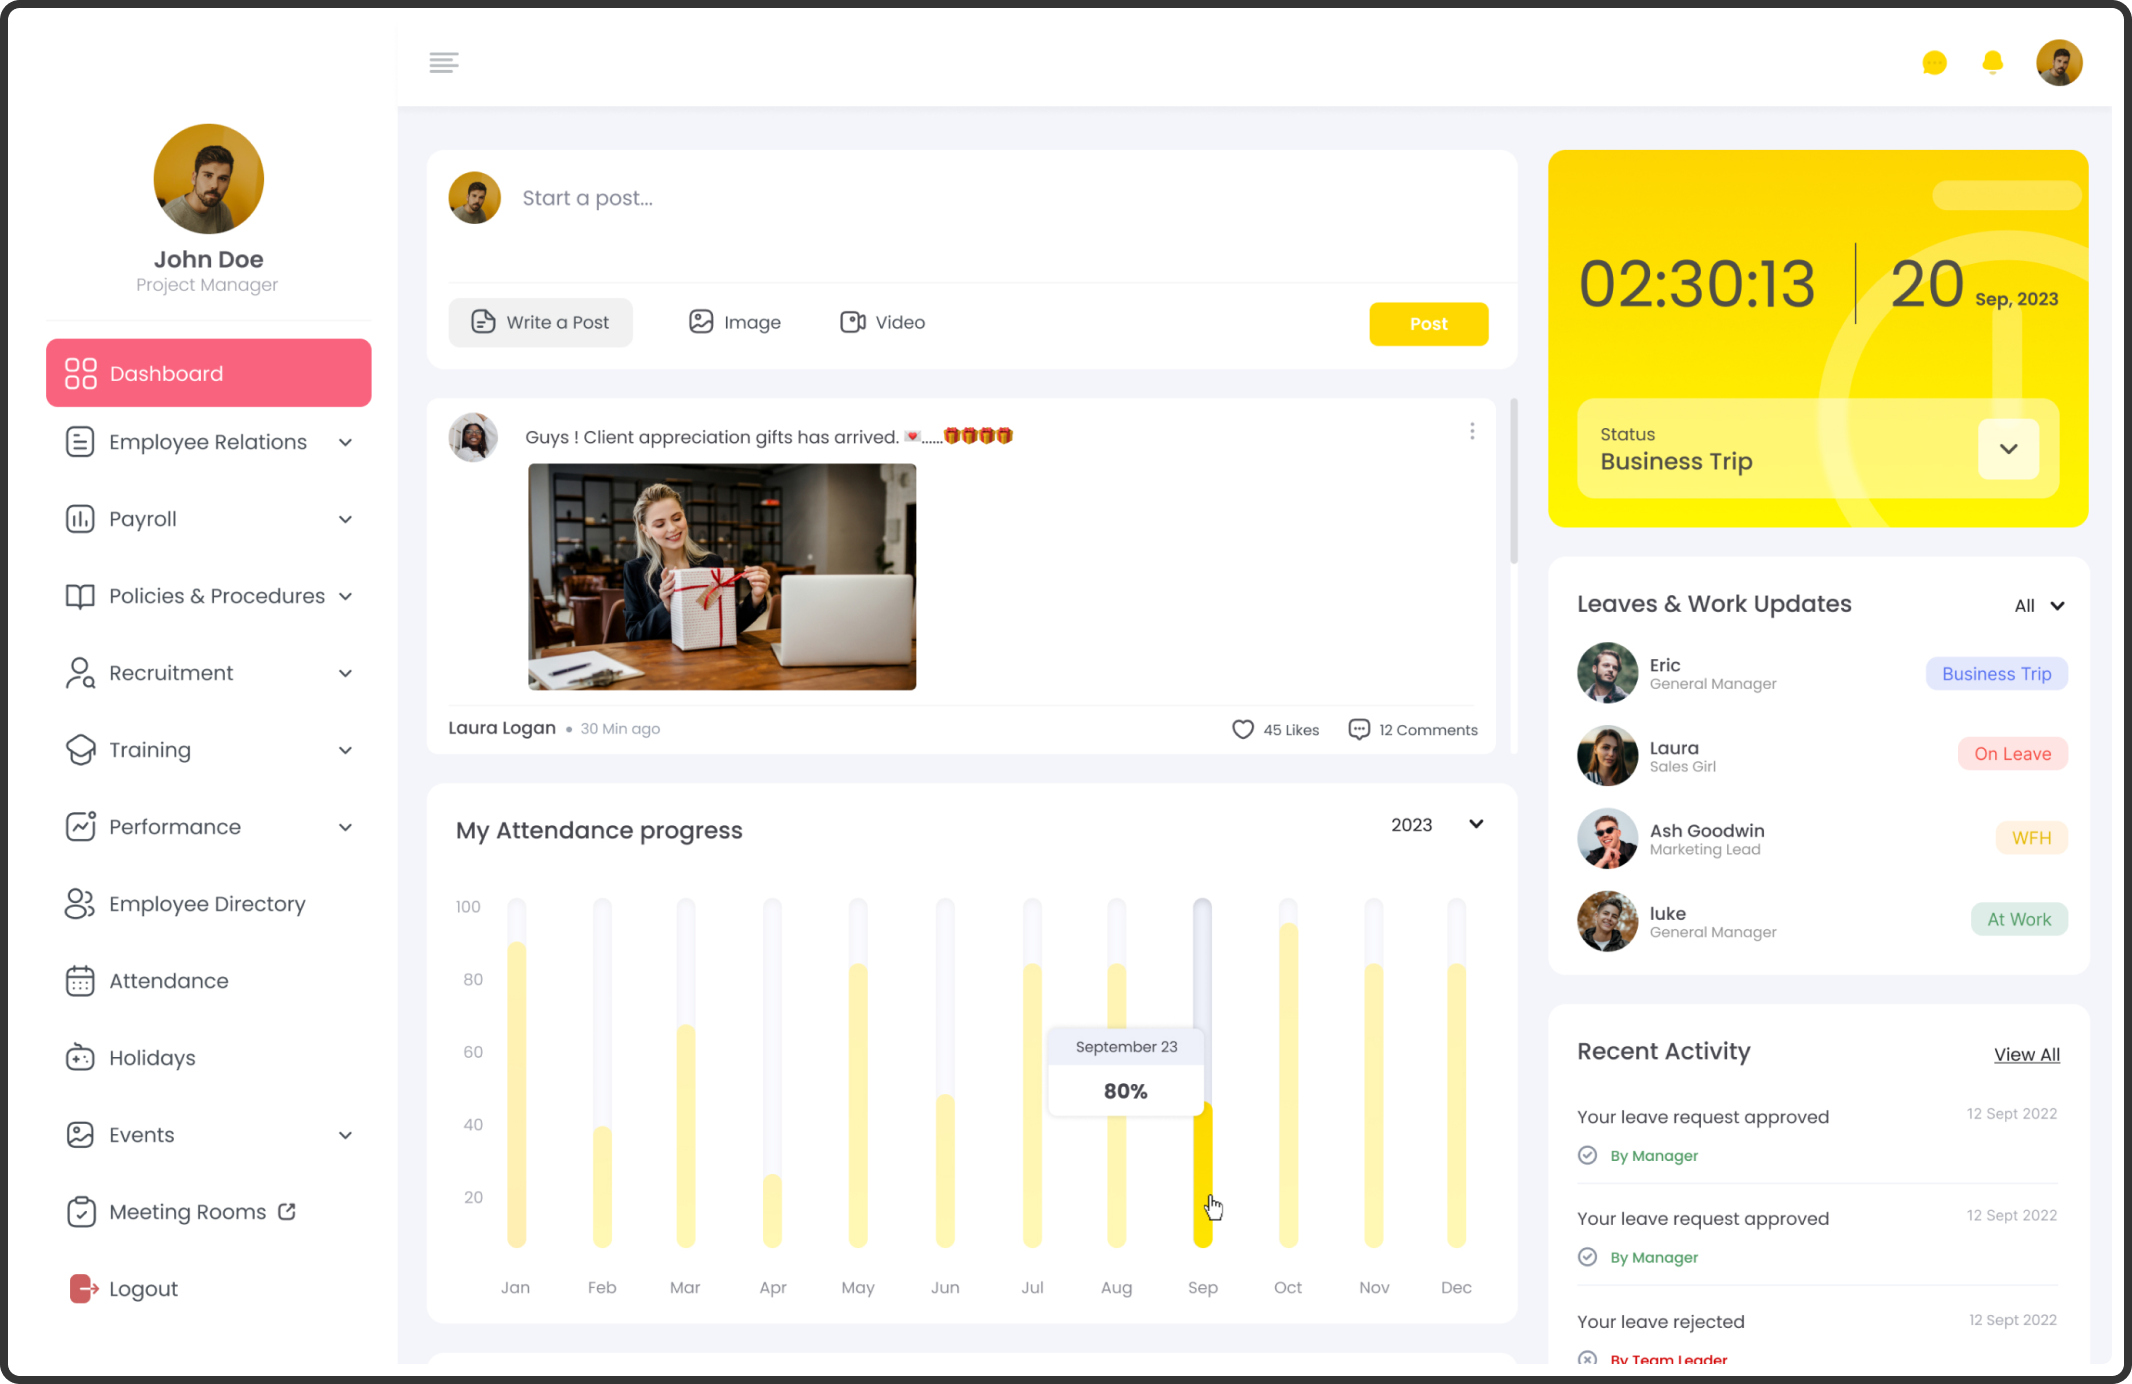 John Doe
Project Manager
Dashboard
Employee Relations
Payroll
Policies & Procedures
Recruitment
Training
Performance
Employee Directory
Attendance
Holidays
Events
Meeting Rooms
Logout
Start a post...
Write a Post
Image
Video
Post
Guys ! Client appreciation gifts has arrived. 💌......🎁🎁🎁🎁
Laura Logan • 30 Min ago
45 Likes
12 Comments
My Attendance progress
2023
100
80
60
40
20
September 23
80%
Jan Feb Mar Apr May Jun Jul Aug Sep Oct Nov Dec
02:30:13
20 Sep, 2023
Status
Business Trip
Leaves & Work Updates
All
Eric
General Manager
Business Trip
Laura
Sales Girl
On Leave
Ash Goodwin
Marketing Lead
WFH
luke
General Manager
At Work
Recent Activity
View All
Your leave request approved
12 Sept 2022
By Manager
Your leave request approved
12 Sept 2022
By Manager
Your leave rejected
12 Sept 2022
By Team Leader